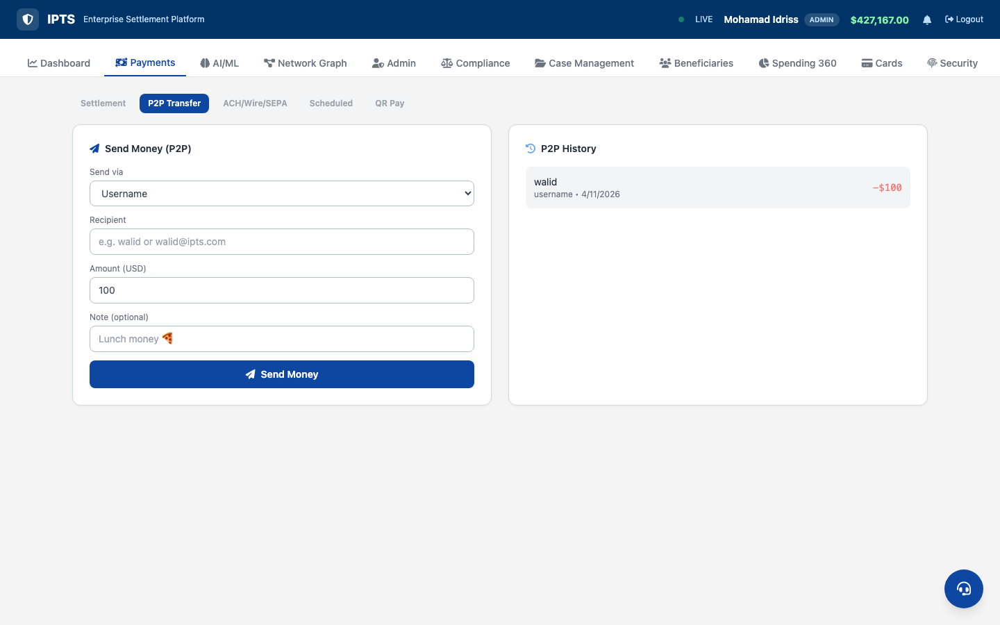 IPTS Enterprise Settlement Platform LIVE Mohamad Idriss ADMIN $427,167.00 Logout
Dashboard Payments AI/ML Network Graph Admin Compliance Case Management Beneficiaries Spending 360 Cards Security
Settlement P2P Transfer ACH/Wire/SEPA Scheduled QR Pay
Send Money (P2P)
Send via
Username
Recipient
e.g. walid or walid@ipts.com
Amount (USD)
100
Note (optional)
Lunch money 🍕
Send Money
P2P History
walid
username • 4/11/2026
−$100